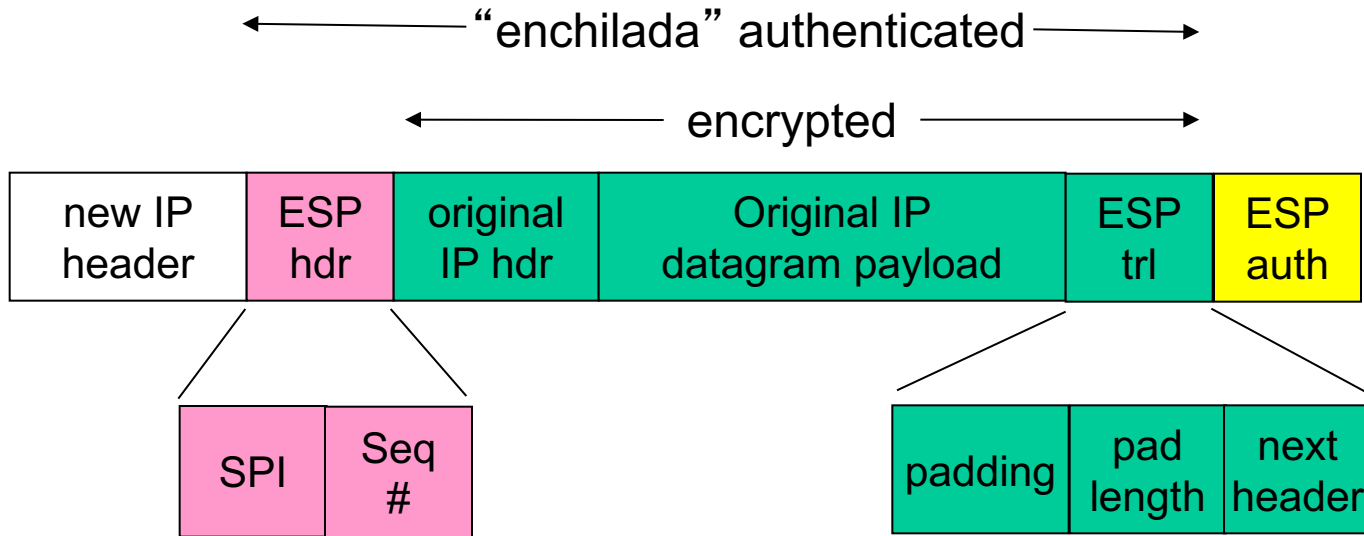 “enchilada” authenticated
encrypted
new IP
header
ESP
hdr
original
IP hdr
Original IP
datagram payload
ESP
trl
ESP
auth
SPI
Seq
#
padding
pad
length
next
header